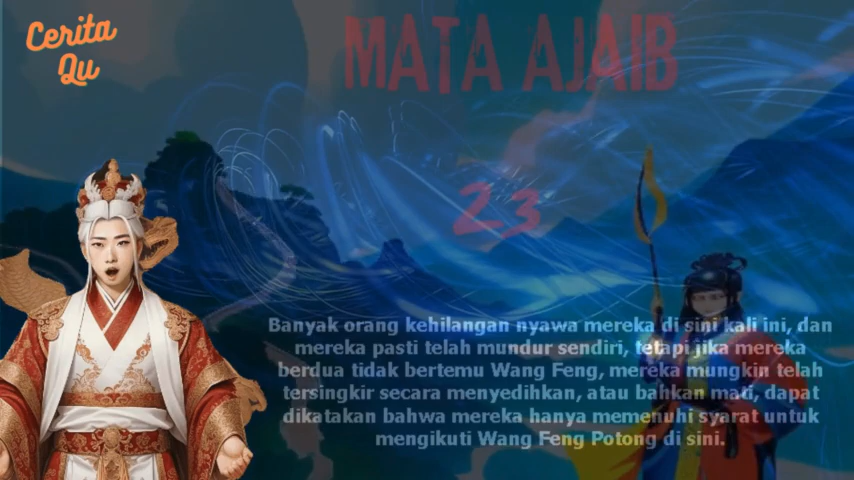 Cerita
Qu
MATA AJAIB
23
Banyak orang kehilangan nyawa mereka di sini kali ini, dan
mereka pasti telah mundur sendiri, tetapi jika mereka
berdua tidak bertemu Wang Feng, mereka mungkin telah
tersingkir secara menyedihkan, atau bahkan mati, dapat
dikatakan bahwa mereka hanya memenuhi syarat untuk
mengikuti Wang Feng Potong di sini.